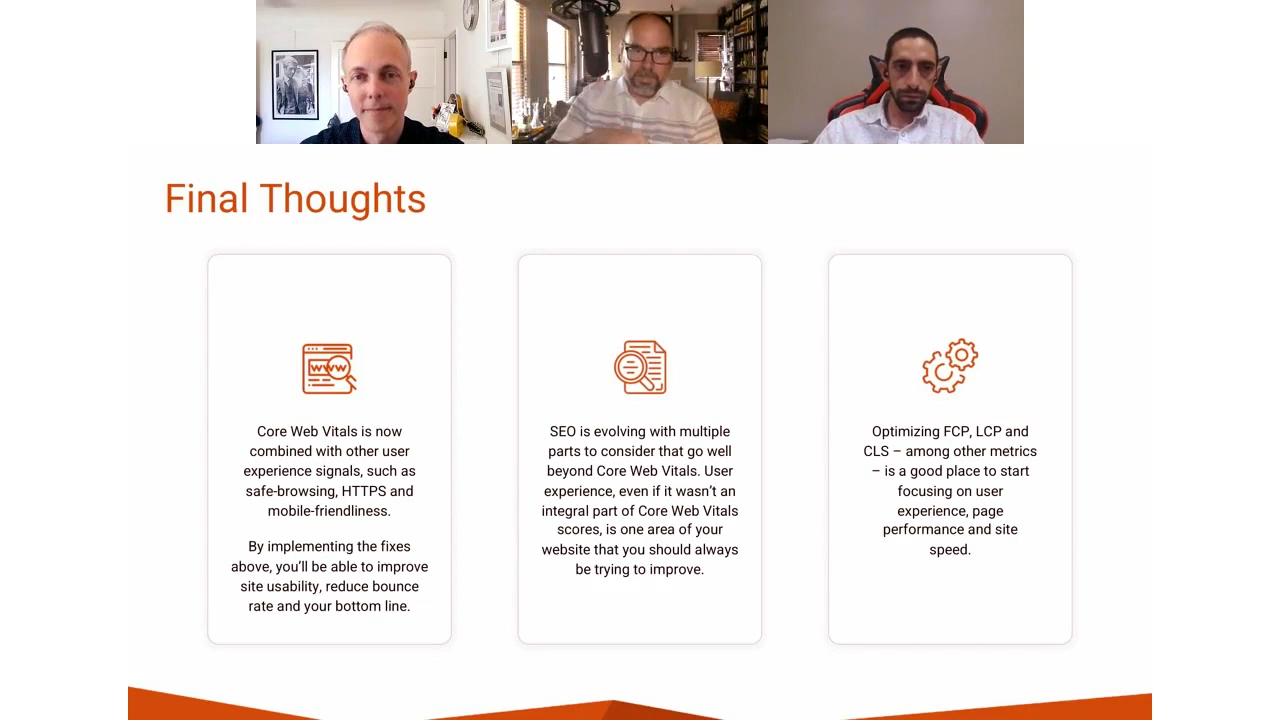 Final Thoughts
www
Core Web Vitals is now
combined with other user
experience signals, such as
safe-browsing, HTTPS and
mobile-friendliness.
By implementing the fixes
above, you’ll be able to improve
site usability, reduce bounce
rate and your bottom line.
SEO is evolving with multiple
parts to consider that go well
beyond Core Web Vitals. User
experience, even if it wasn’t an
integral part of Core Web Vitals
scores, is one area of your
website that you should always
be trying to improve.
Optimizing FCP, LCP and
CLS – among other metrics
– is a good place to start
focusing on user
experience, page
performance and site
speed.